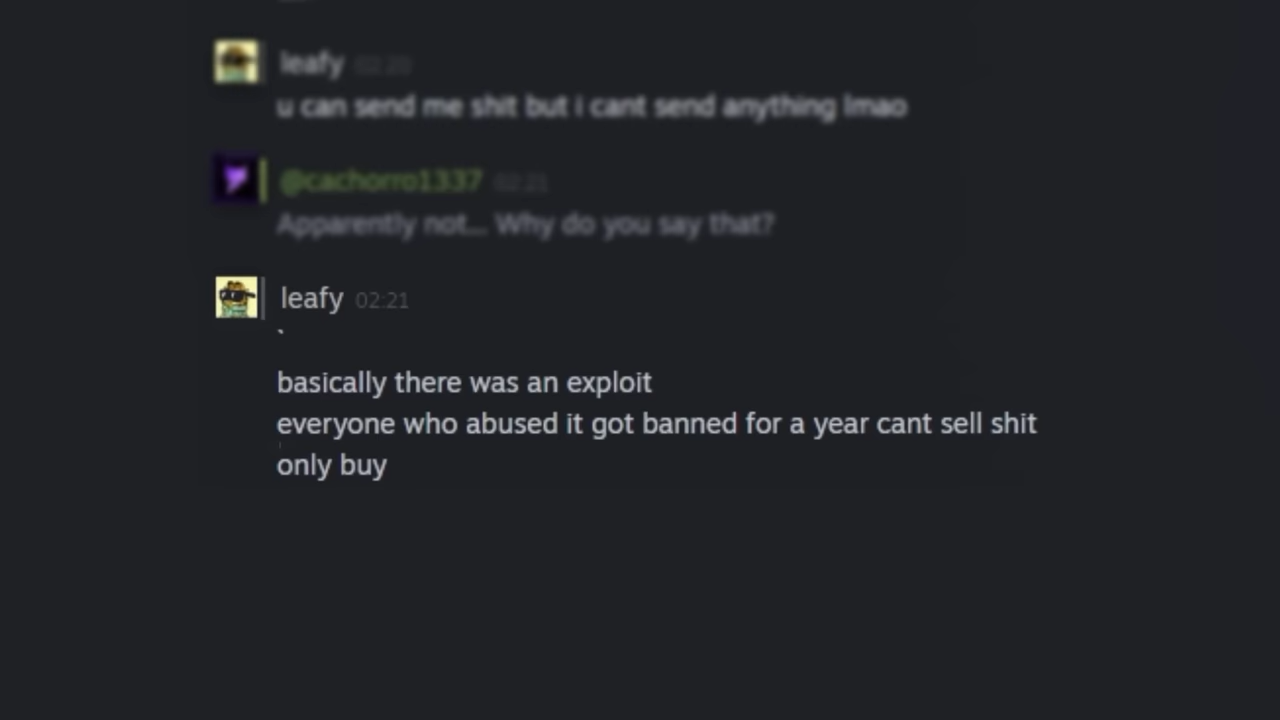 leafy 02:20
u can send me shit but i cant send anything lmao
@cachorro1337 02:21
Apparently not... Why do you say that?
leafy 02:21
`
basically there was an exploit
everyone who abused it got banned for a year cant sell shit
only buy